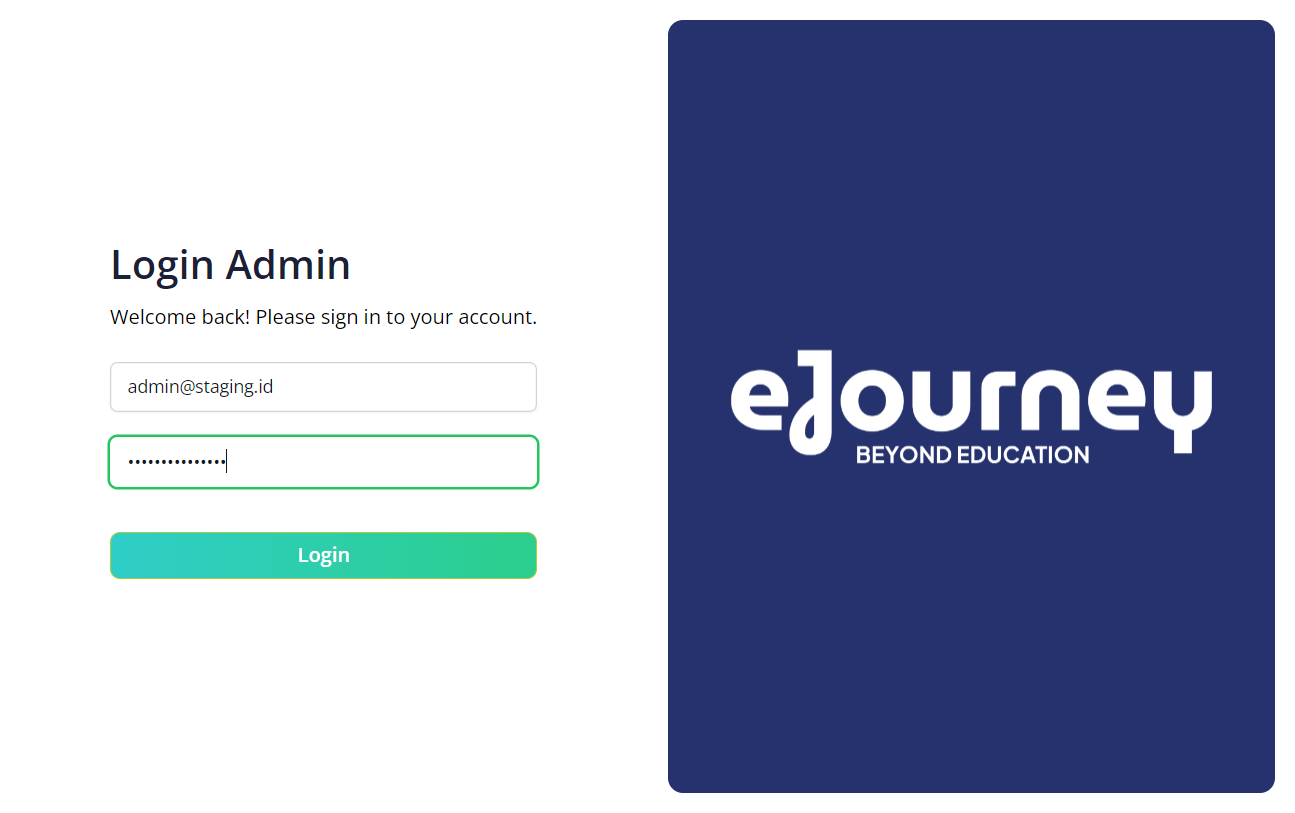 Login Admin
Welcome back! Please sign in to your account.
admin@staging.id
•••••••••••••••
Login
eJourney
BEYOND EDUCATION